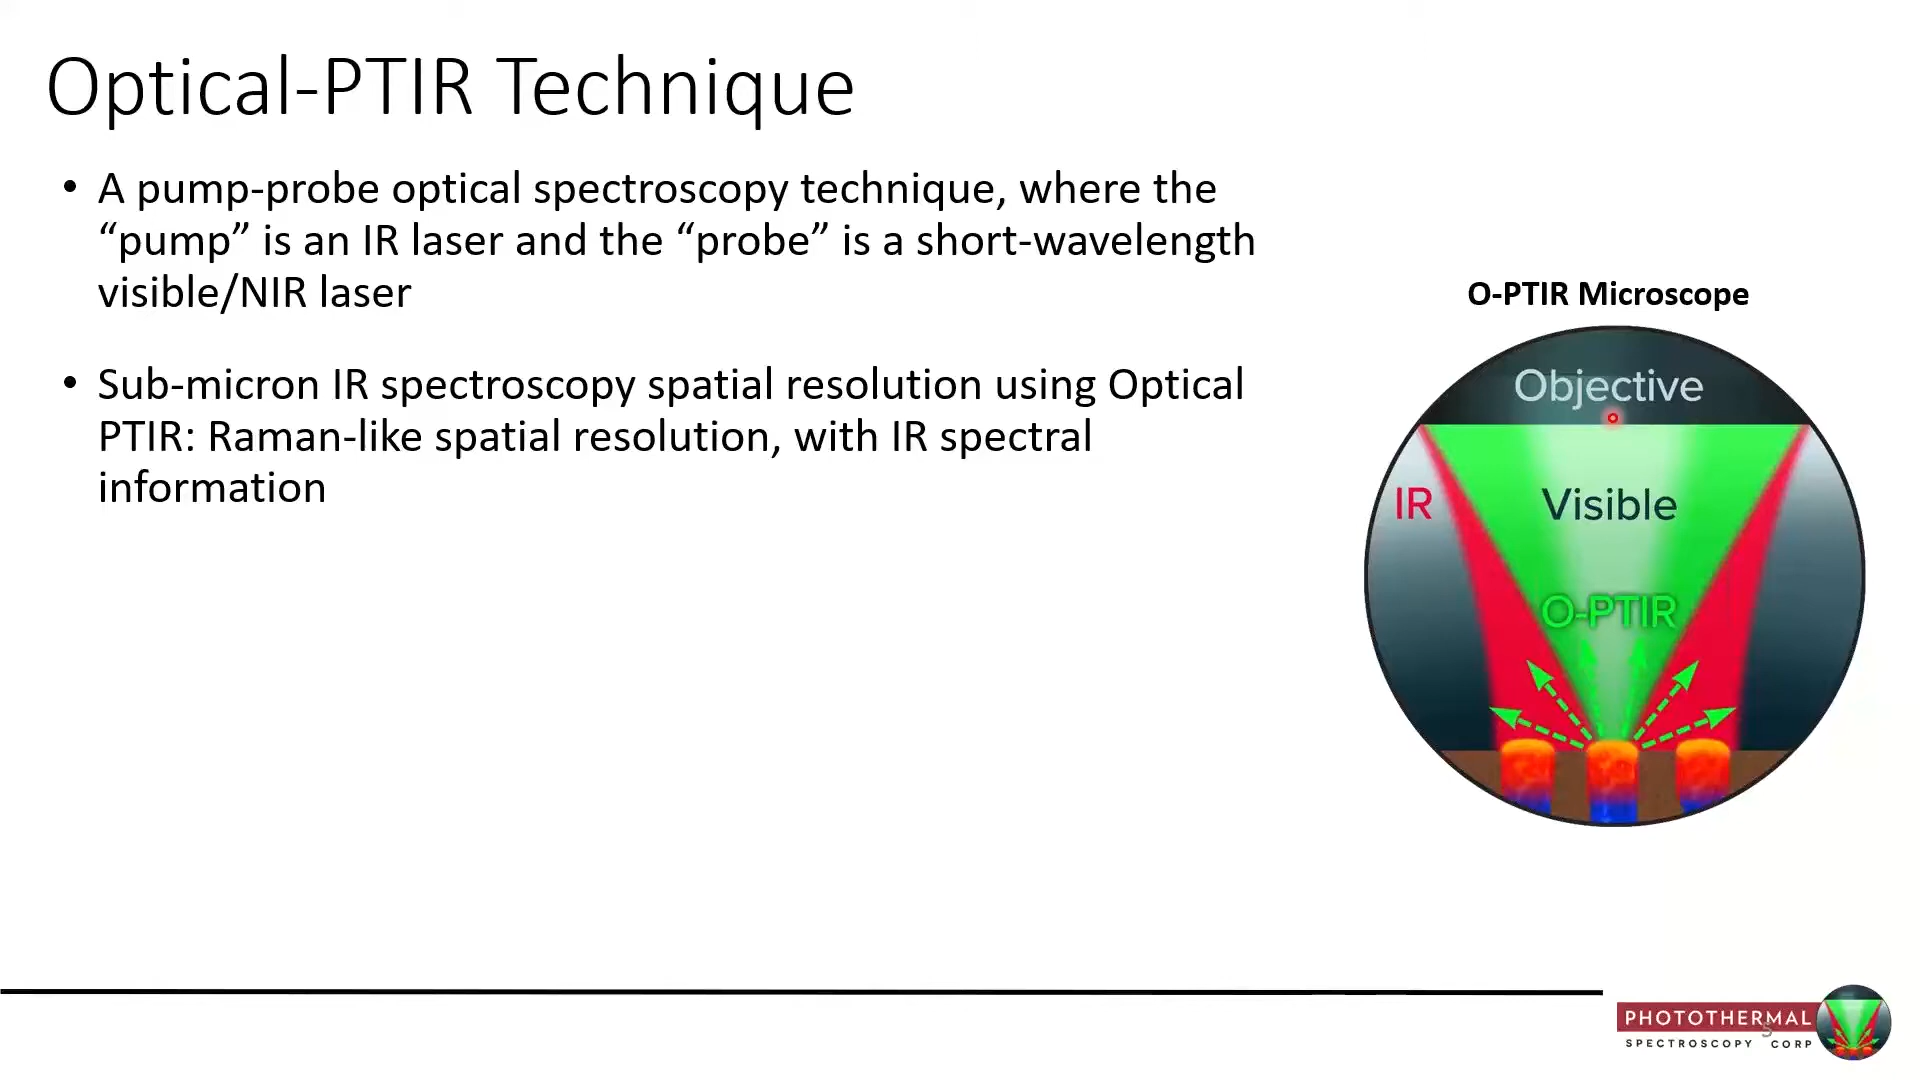 Optical-PTIR Technique
• A pump-probe optical spectroscopy technique, where the
“pump” is an IR laser and the “probe” is a short-wavelength
visible/NIR laser
• Sub-micron IR spectroscopy spatial resolution using Optical
PTIR: Raman-like spatial resolution, with IR spectral
information
O-PTIR Microscope
Objective
IR
Visible
O-PTIR
PHOTOTHERMAL
SPECTROSCOPY CORP
5